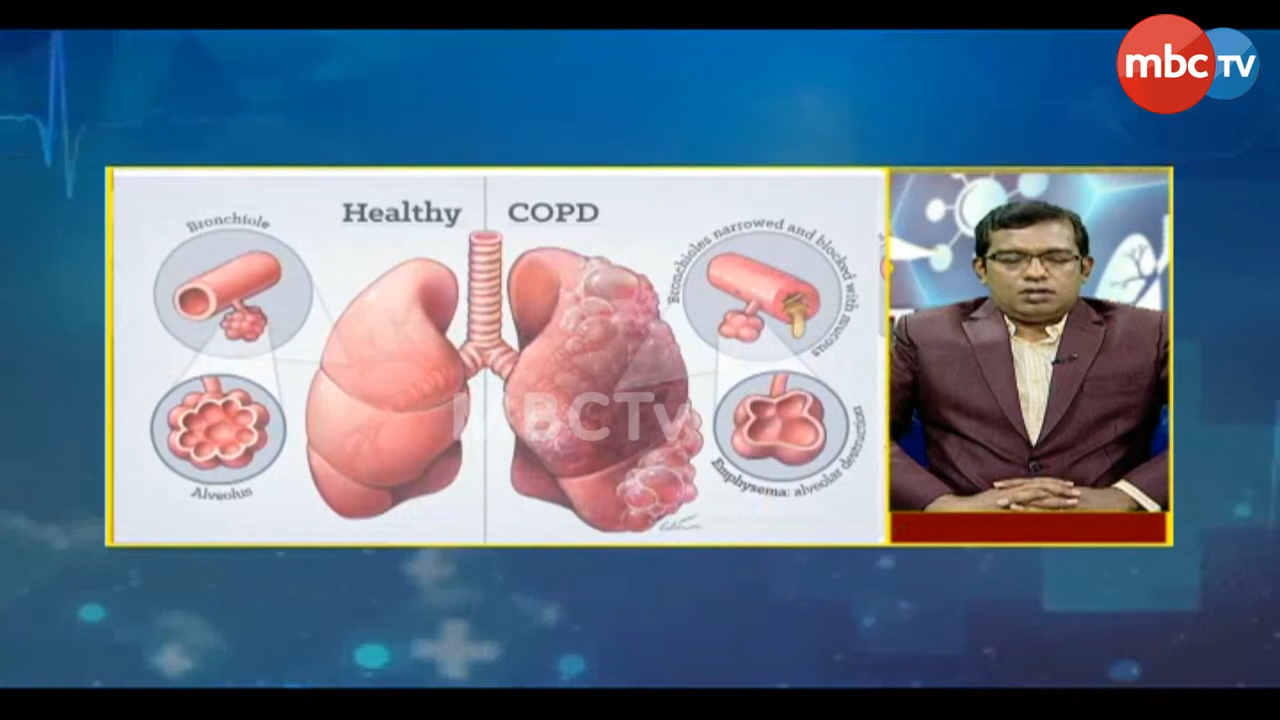 mbc TV
Healthy
COPD
Bronchiole
Bronchioles narrowed and blocked with mucous
MBCTv
Alveolus
Emphysema: alveolar destruction